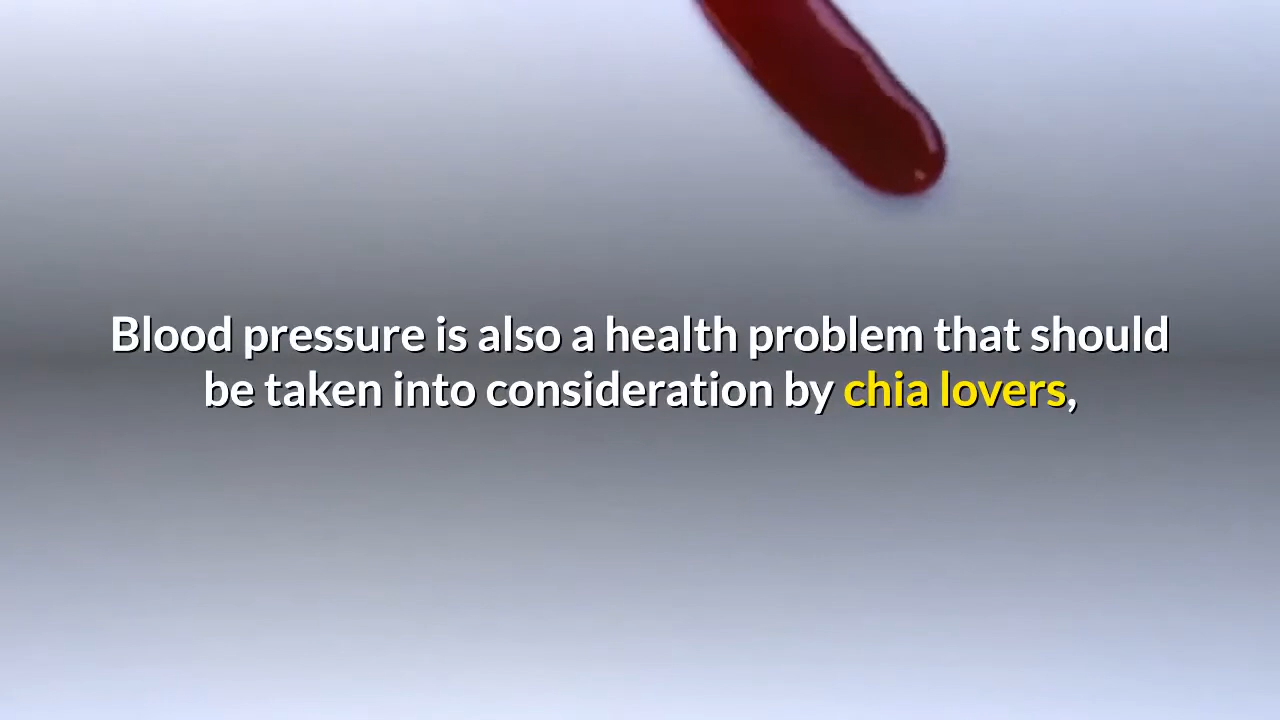 Blood pressure is also a health problem that should
be taken into consideration by chia lovers,